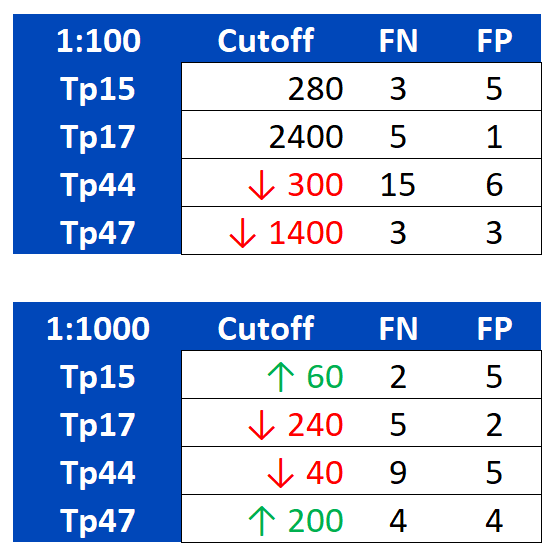 1:100 Cutoff FN FP
Tp15 280 3 5
Tp17 2400 5 1
Tp44 ↓ 300 15 6
Tp47 ↓ 1400 3 3
1:1000 Cutoff FN FP
Tp15 ↑ 60 2 5
Tp17 ↓ 240 5 2
Tp44 ↓ 40 9 5
Tp47 ↑ 200 4 4